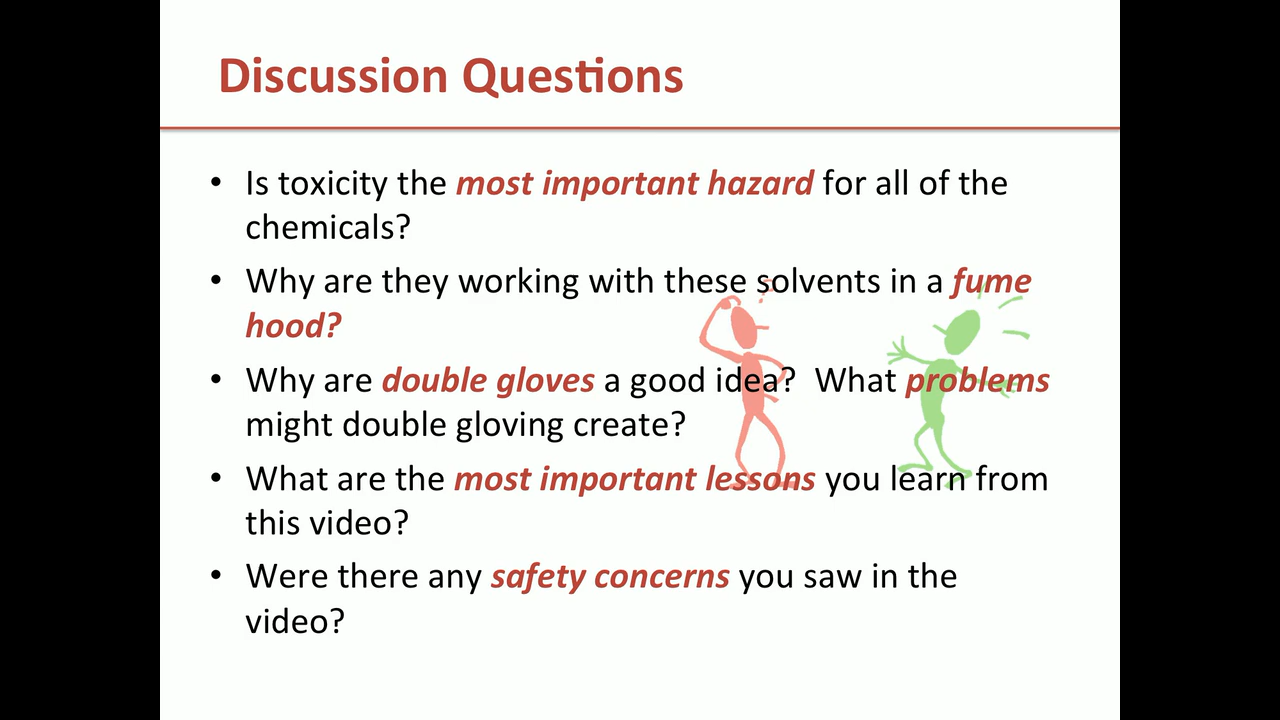 Discussion Questions
• Is toxicity the most important hazard for all of the
chemicals?
• Why are they working with these solvents in a fume
hood?
• Why are double gloves a good idea?  What problems
might double gloving create?
• What are the most important lessons you learn from
this video?
• Were there any safety concerns you saw in the
video?